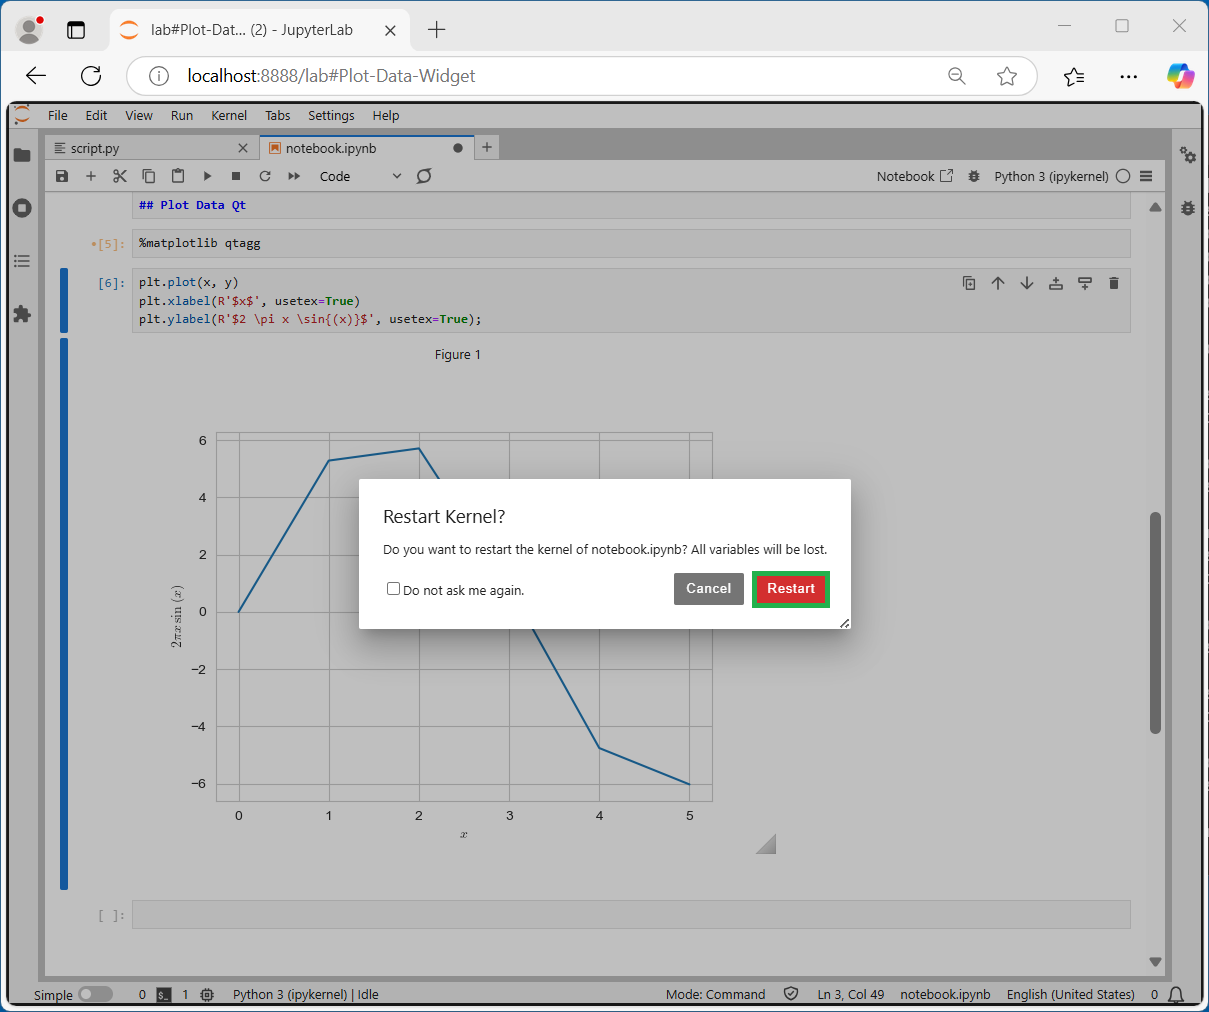 lab#Plot-Dat... (2) - JupyterLab
localhost:8888/lab#Plot-Data-Widget
File Edit View Run Kernel Tabs Settings Help
script.py notebook.ipynb
Code Notebook Python 3 (ipykernel)
## Plot Data Qt
[5]: %matplotlib qtagg
[6]: plt.plot(x, y)
plt.xlabel(R'$x$', usetex=True)
plt.ylabel(R'$2 \pi x \sin{(x)}$', usetex=True);
Figure 1
6
4
2
0
−2
−4
−6
2πx sin (x)
0 1 2 3 4 5
x
Restart Kernel?
Do you want to restart the kernel of notebook.ipynb? All variables will be lost.
Do not ask me again. Cancel Restart
[ ]:
Simple 0 $_ 1 Python 3 (ipykernel) | Idle Mode: Command Ln 3, Col 49 notebook.ipynb English (United States) 0